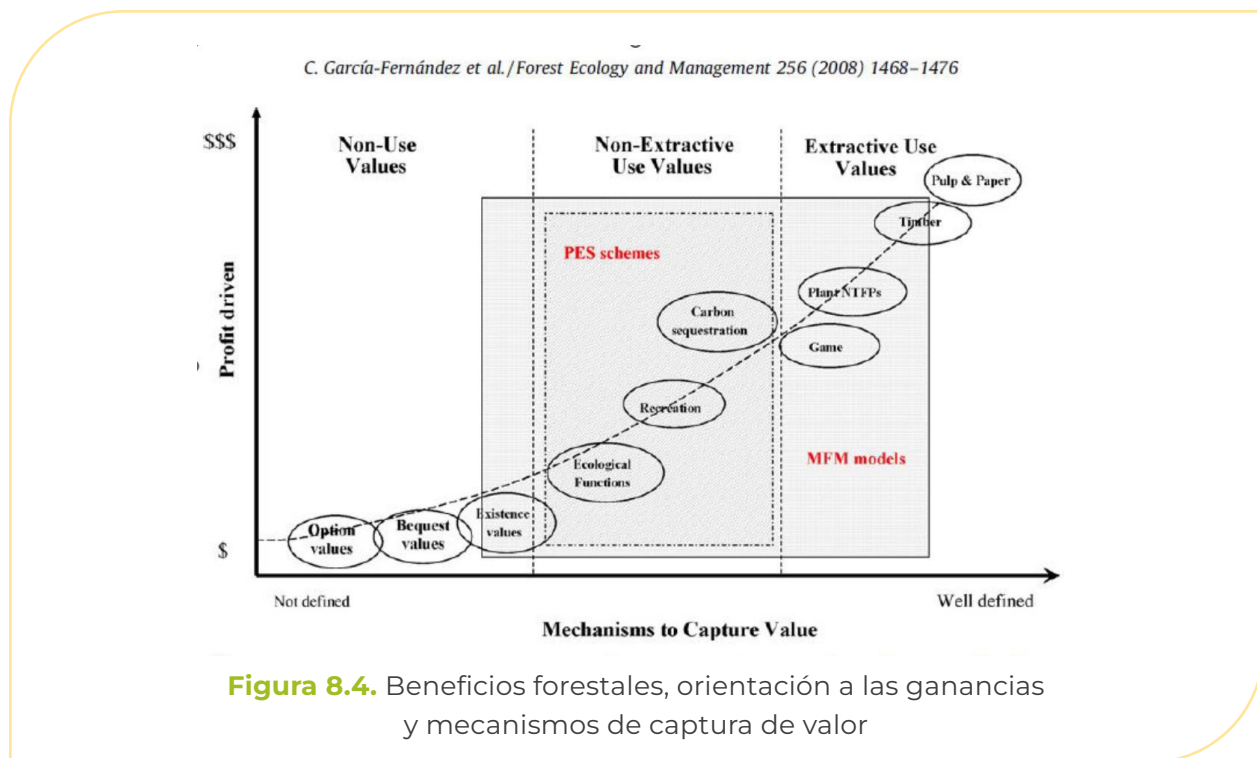 C. García-Fernández et al./Forest Ecology and Management 256 (2008) 1468–1476
$$$
Non-Use
Values
Non-Extractive
Use Values
Extractive Use
Values
Pulp & Paper
Timber
PES schemes
Plant NTFPs
Carbon
sequestration
Game
Profit driven
Recreation
MFM models
Ecological
Functions
Existence
values
Bequest
values
Option
values
$
Not defined
Well defined
Mechanisms to Capture Value
Figura 8.4. Beneficios forestales, orientación a las ganancias
y mecanismos de captura de valor